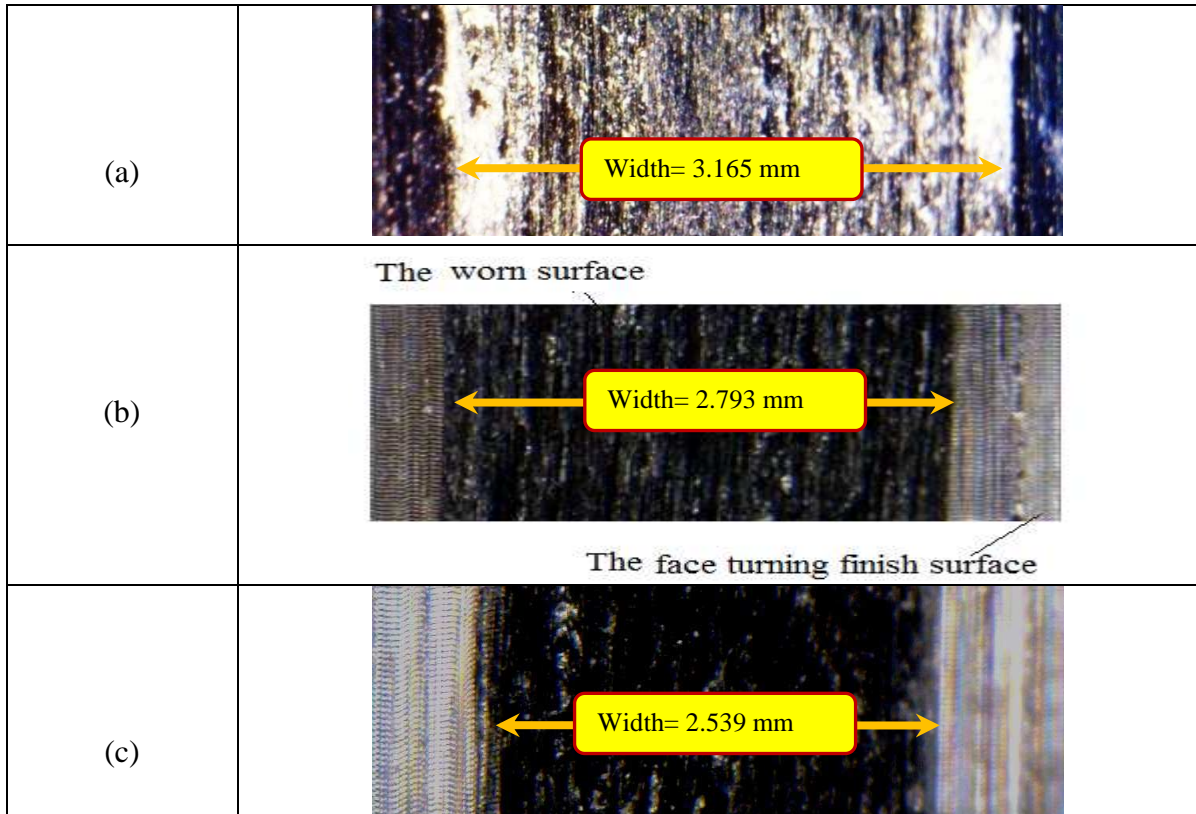 (a)
Width= 3.165 mm
The worn surface
(b)
Width= 2.793 mm
The face turning finish surface
(c)
Width= 2.539 mm